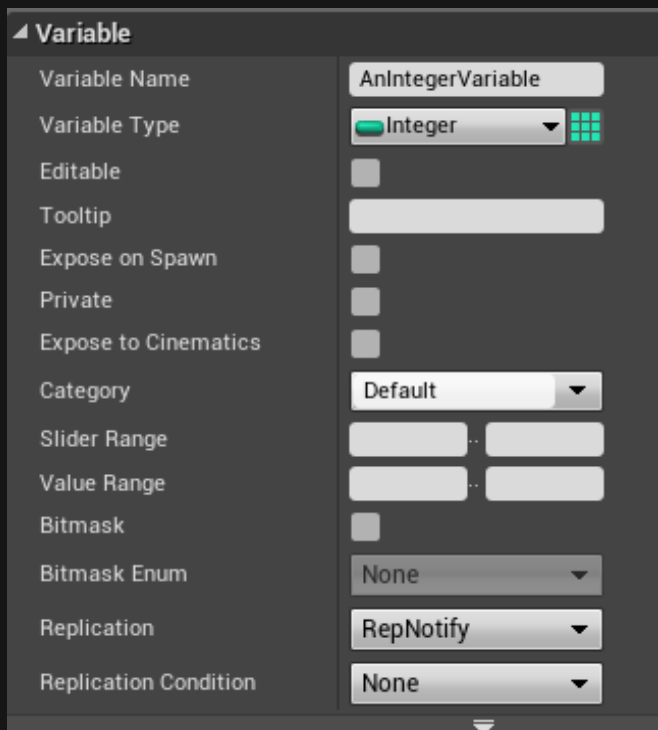 Variable
Variable Name AnIntegerVariable
Variable Type Integer
Editable
Tooltip
Expose on Spawn
Private
Expose to Cinematics
Category Default
Slider Range ..
Value Range ..
Bitmask
Bitmask Enum None
Replication RepNotify
Replication Condition None